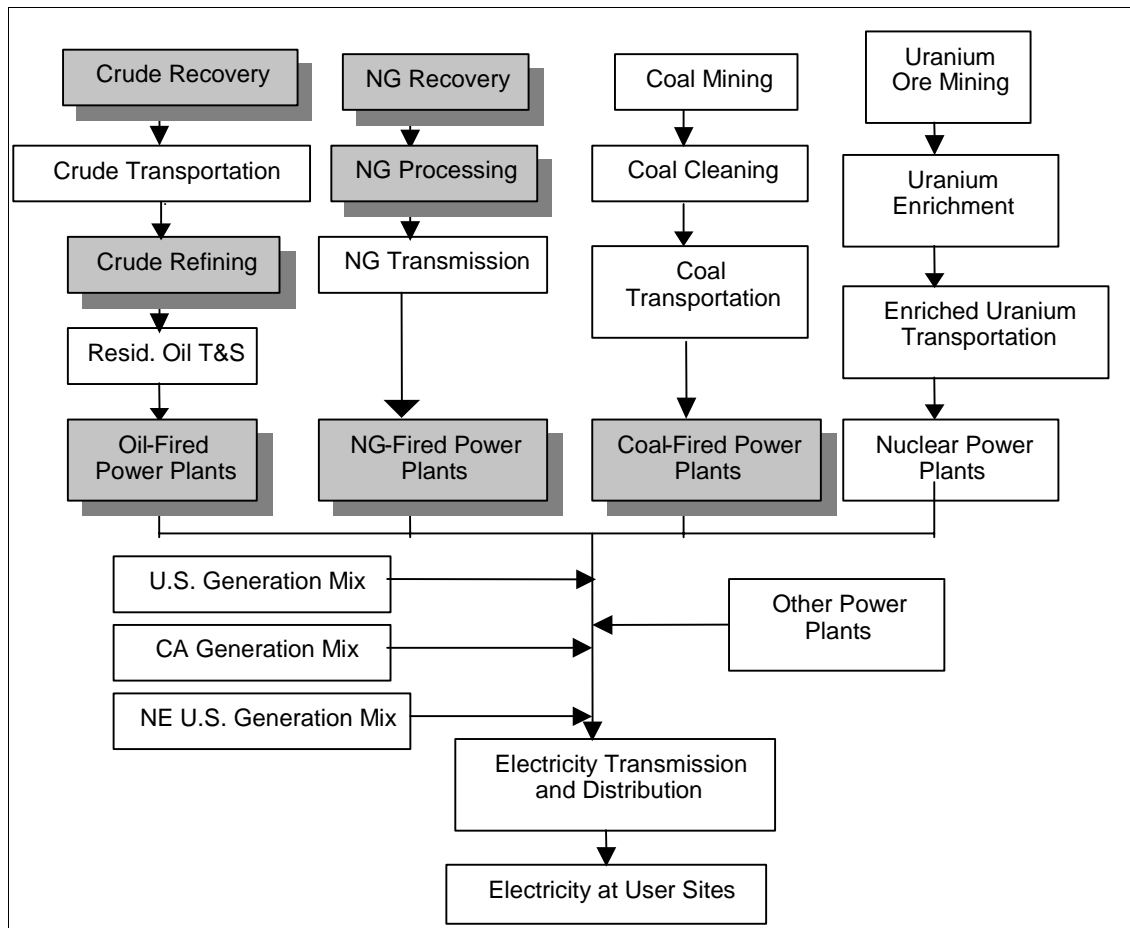 Crude Recovery
NG Recovery
Coal Mining
Uranium
Ore Mining
Crude Transportation
NG Processing
Coal Cleaning
Uranium
Enrichment
Crude Refining
NG Transmission
Coal
Transportation
Enriched Uranium
Transportation
Resid. Oil T&S
Oil-Fired
Power Plants
NG-Fired Power
Plants
Coal-Fired Power
Plants
Nuclear Power
Plants
U.S. Generation Mix
Other Power
Plants
CA Generation Mix
NE U.S. Generation Mix
Electricity Transmission
and Distribution
Electricity at User Sites